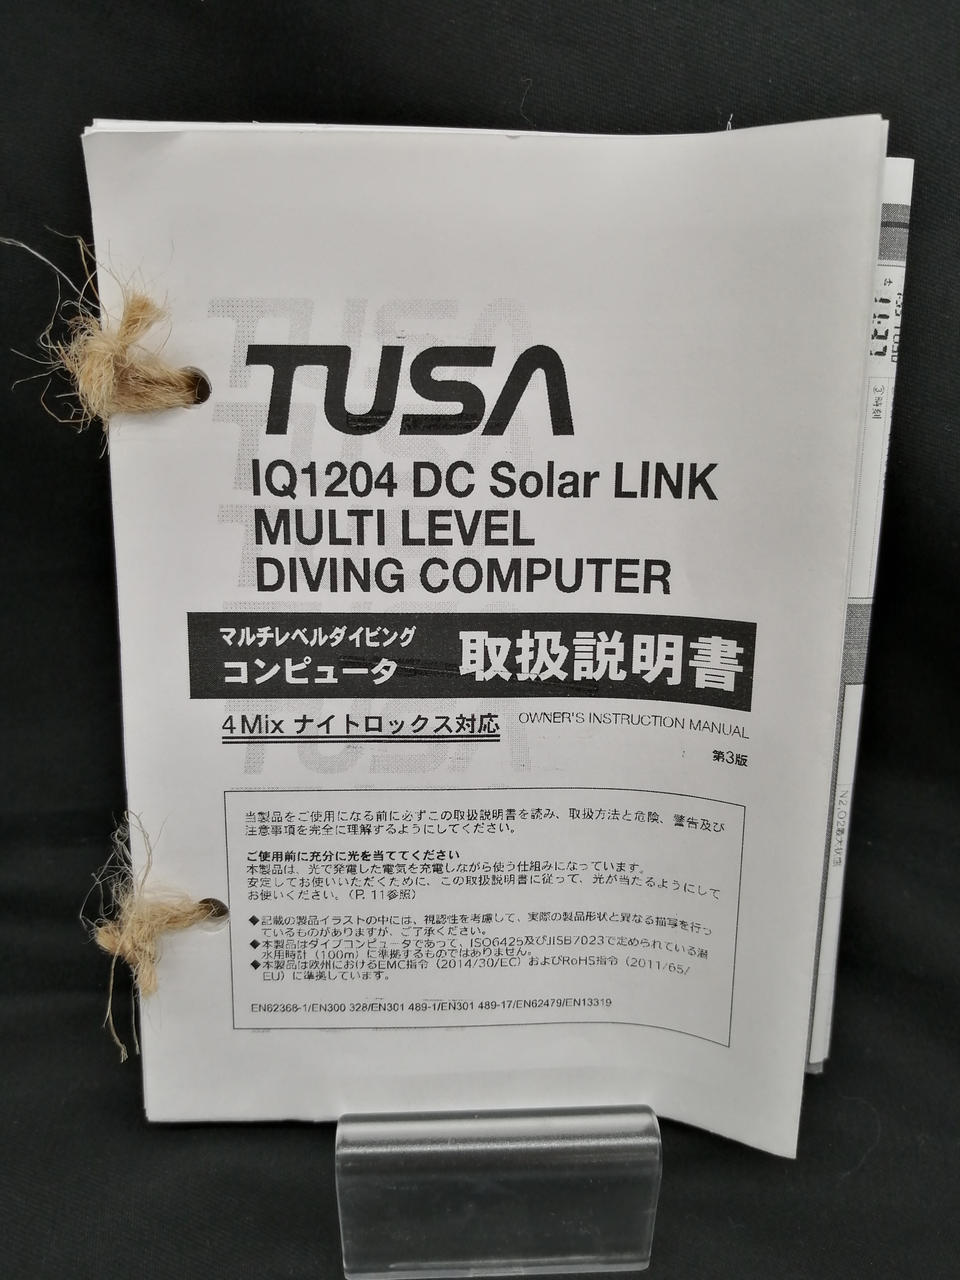 TUSA
IQ1204 DC Solar LINK
MULTI LEVEL
DIVING COMPUTER
マルチレベルダイビング
コンピュータ
取扱説明書
4Mix ナイトロックス対応
OWNER'S INSTRUCTION MANUAL
第3版
当製品をご使用になる前に必ずこの取扱説明書を読み、取扱方法と危険、警告及び
注意事項を完全に理解するようにしてください。
ご使用前に充分に光を当ててください
本製品は、光で発電した電気を充電しながら使う仕組みになっています。
安定してお使いいただくために、この取扱説明書に従って、光が当たるようにして
お使いください。（P. 11参照）
◆記載の製品イラストの中には、視認性を考慮して、実際の製品形状と異なる描写を行っ
ているものがありますが、ご了承ください。
◆本製品はダイブコンピュータであって、ISO6425及びJISB7023で定められている潜
水用時計（100m）に準拠するものではありません。
◆本製品は欧州におけるEMC指令（2014/30/EC）およびRoHS指令（2011/65/
EU）に準拠しています。
EN62368-1/EN300 328/EN301 489-1/EN301 489-17/EN62479/EN13319
③時刻